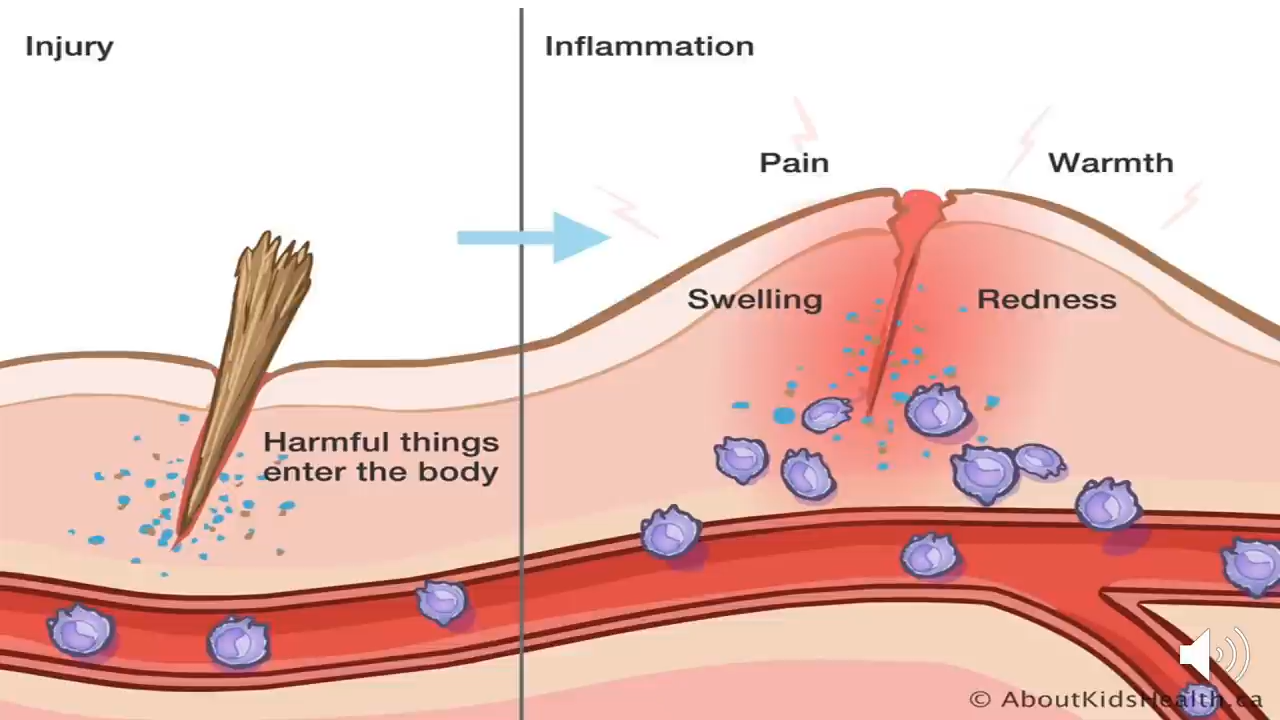 Injury
Inflammation
Pain
Warmth
Swelling
Redness
Harmful things
enter the body
© AboutKidsHealth.ca